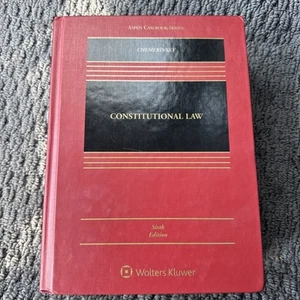 ASPEN CASEBOOK SERIES
CHEMERINSKY
CONSTITUTIONAL LAW
Sixth
Edition
Wolters Kluwer